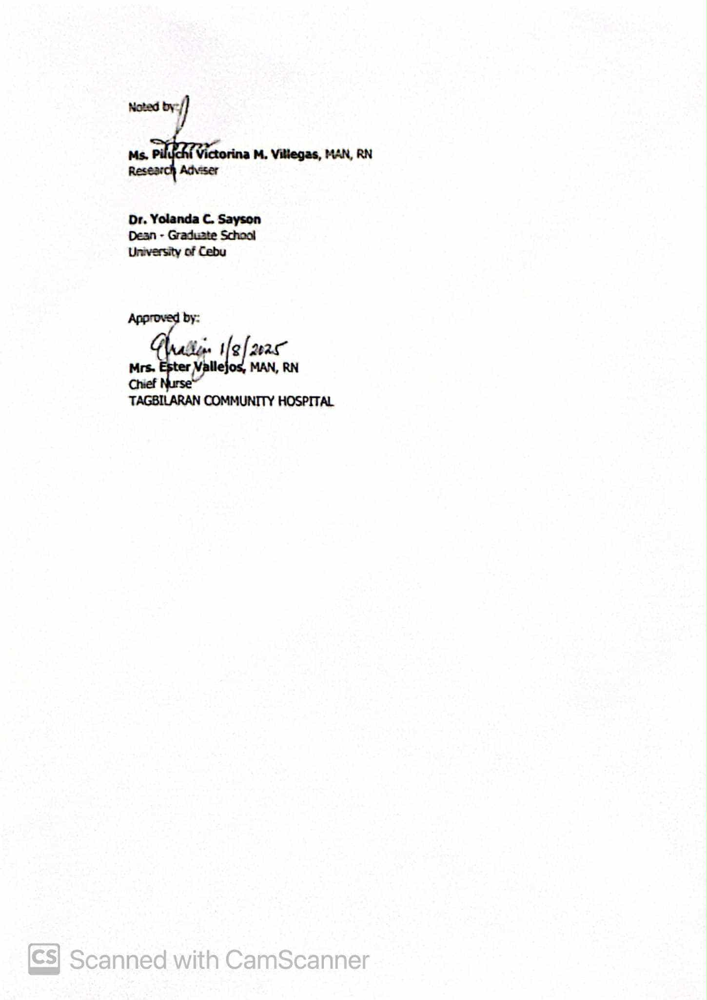 Noted by:
Ms. Piluchi Victorina M. Villegas, MAN, RN
Research Adviser
Dr. Yolanda C. Sayson
Dean - Graduate School
University of Cebu
Approved by:
1/8/2025
Mrs. Ester Vallejos, MAN, RN
Chief Nurse
TAGBILARAN COMMUNITY HOSPITAL
CS Scanned with CamScanner